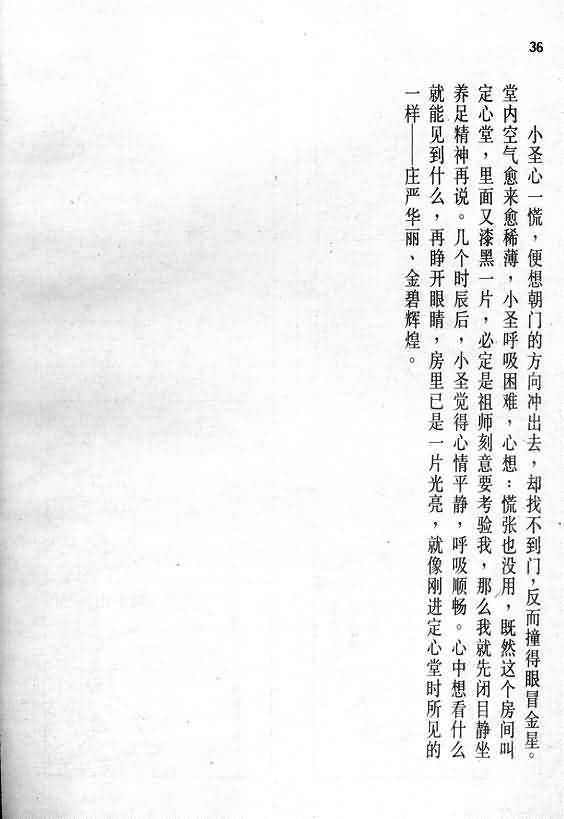 36
小圣心一慌，便想朝门的方向冲出去，却找不到门，反而撞得眼冒金星。
堂内空气愈来愈稀薄，小圣呼吸困难，心想：慌张也没用，既然这个房间叫
定心堂，里面又漆黑一片，必定是祖师刻意要考验我，那么我就先闭目静坐
养足精神再说。几个时辰后，小圣觉得心情平静，呼吸顺畅。心中想看什么
就能见到什么，再睁开眼睛，房里已是一片光亮，就像刚进定心堂时所见的
一样——庄严华丽、金碧辉煌。